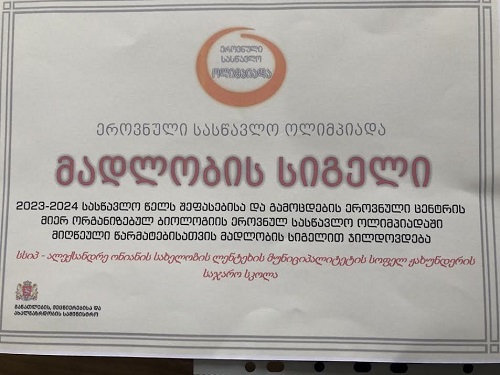 ეროვნული
სასწავლო
ოლიმპიადა
ეროვნული სასწავლო ოლიმპიადა
მადლობის სიგელი
2023-2024 სასწავლო წელს შეფასებისა და გამოცდების ეროვნული ცენტრის
მიერ ორგანიზებულ ბიოლოგიის ეროვნულ სასწავლო ოლიმპიადაში
მიღწეული წარმატებისათვის მადლობის სიგელით ჯილდოვდება
სსიპ - ალექსანდრე ონიანის სახელობის ლენტეხის მუნიციპალიტეტის სოფელ ჟახუნდერის
საჯარო სკოლა
განათლების, მეცნიერებისა და
ახალგაზრდობის სამინისტრო